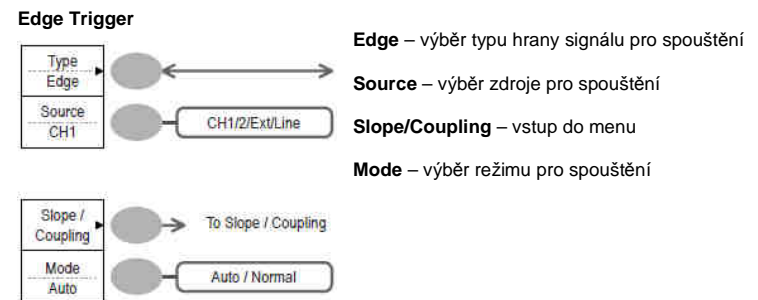 Edge Trigger
Type
Edge
Source
CH1
CH1/2/Ext/Line
Slope /
Coupling
To Slope / Coupling
Mode
Auto
Auto / Normal
Edge – výběr typu hrany signálu pro spouštění
Source – výběr zdroje pro spouštění
Slope/Coupling – vstup do menu
Mode – výběr režimu pro spouštění